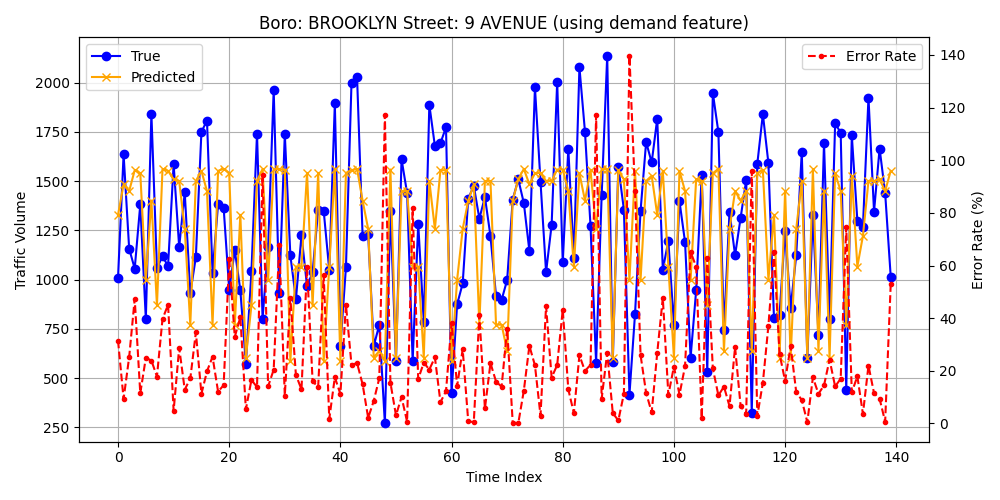 Boro: BROOKLYN Street: 9 AVENUE (using demand feature)
True
Predicted
Error Rate
Traffic Volume
2000
1750
1500
1250
1000
750
500
250
140
120
100
80
60
40
20
0
Error Rate (%)
0 20 40 60 80 100 120 140
Time Index